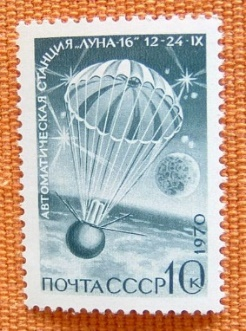 АВТОМАТИЧЕСКАЯ СТАНЦИЯ „ЛУНА-16" 12-24-IX
1970
ПОЧТА СССР 10 К